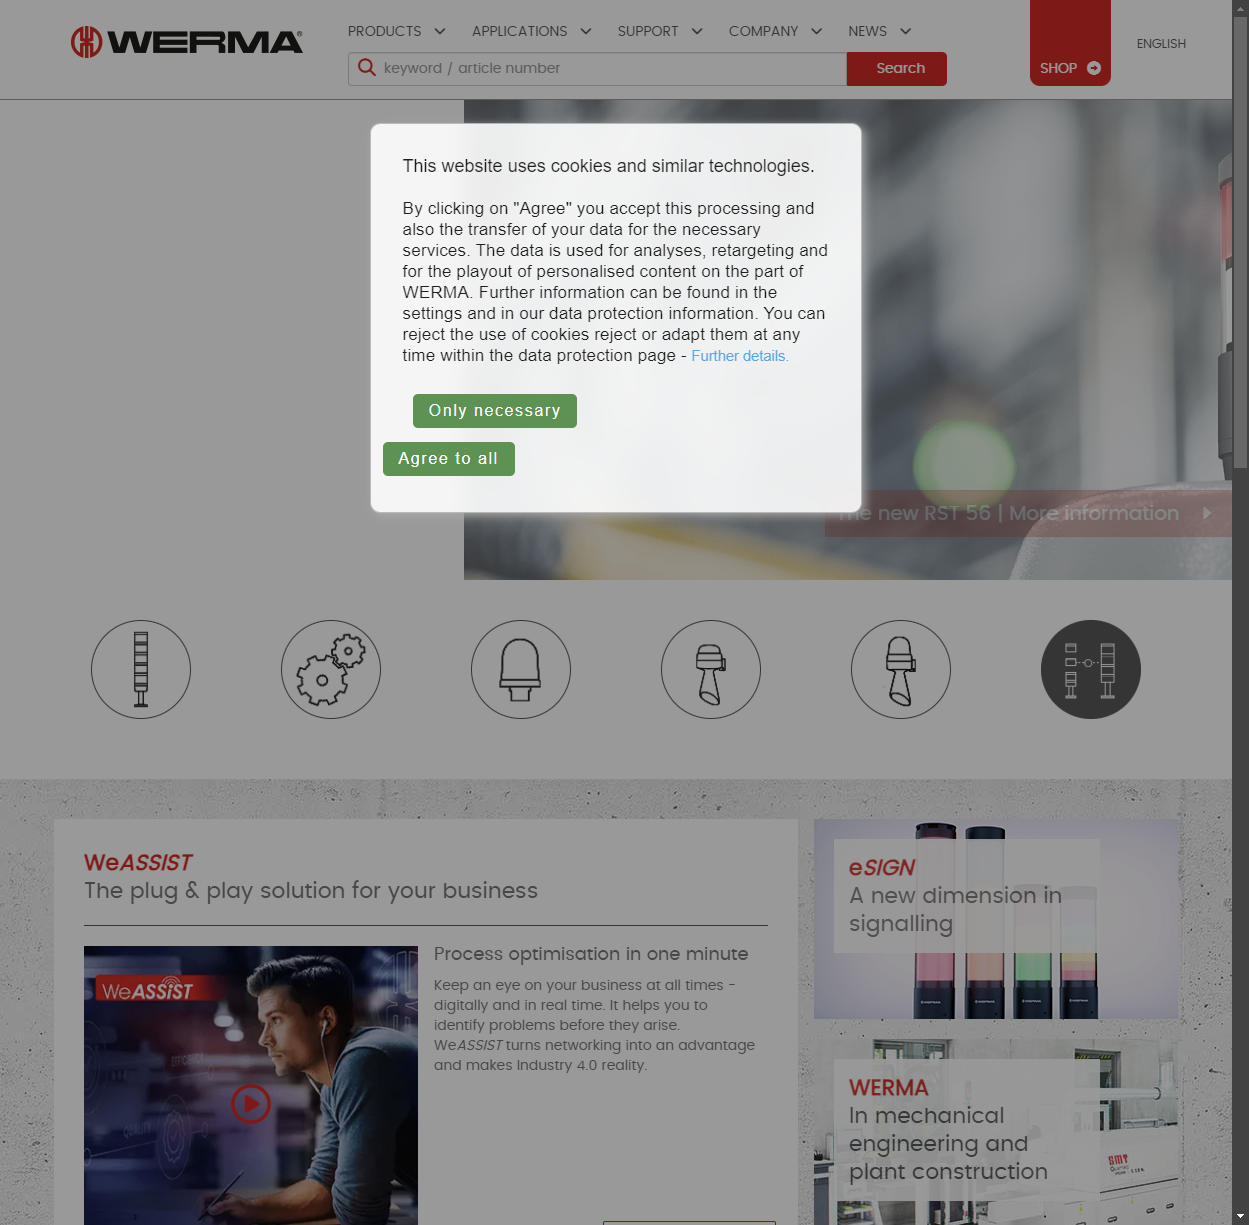 WERMA®
PRODUCTS
APPLICATIONS
SUPPORT
COMPANY
NEWS
keyword / article number
Search
SHOP
ENGLISH
This website uses cookies and similar technologies.
By clicking on "Agree" you accept this processing and
also the transfer of your data for the necessary
services. The data is used for analyses, retargeting and
for the playout of personalised content on the part of
WERMA. Further information can be found in the
settings and in our data protection information. You can
reject the use of cookies reject or adapt them at any
time within the data protection page - Further details.
Only necessary
Agree to all
The new RST 56 | More information
WeASSIST
The plug & play solution for your business
WeASSIST
EFFICIENCY
QUALITY
Process optimisation in one minute
Keep an eye on your business at all times -
digitally and in real time. It helps you to
identify problems before they arise.
WeASSIST turns networking into an advantage
and makes Industry 4.0 reality.
eSIGN
A new dimension in
signalling
WERMA
WERMA
WERMA
WERMA
WERMA
In mechanical
engineering and
plant construction
SMT